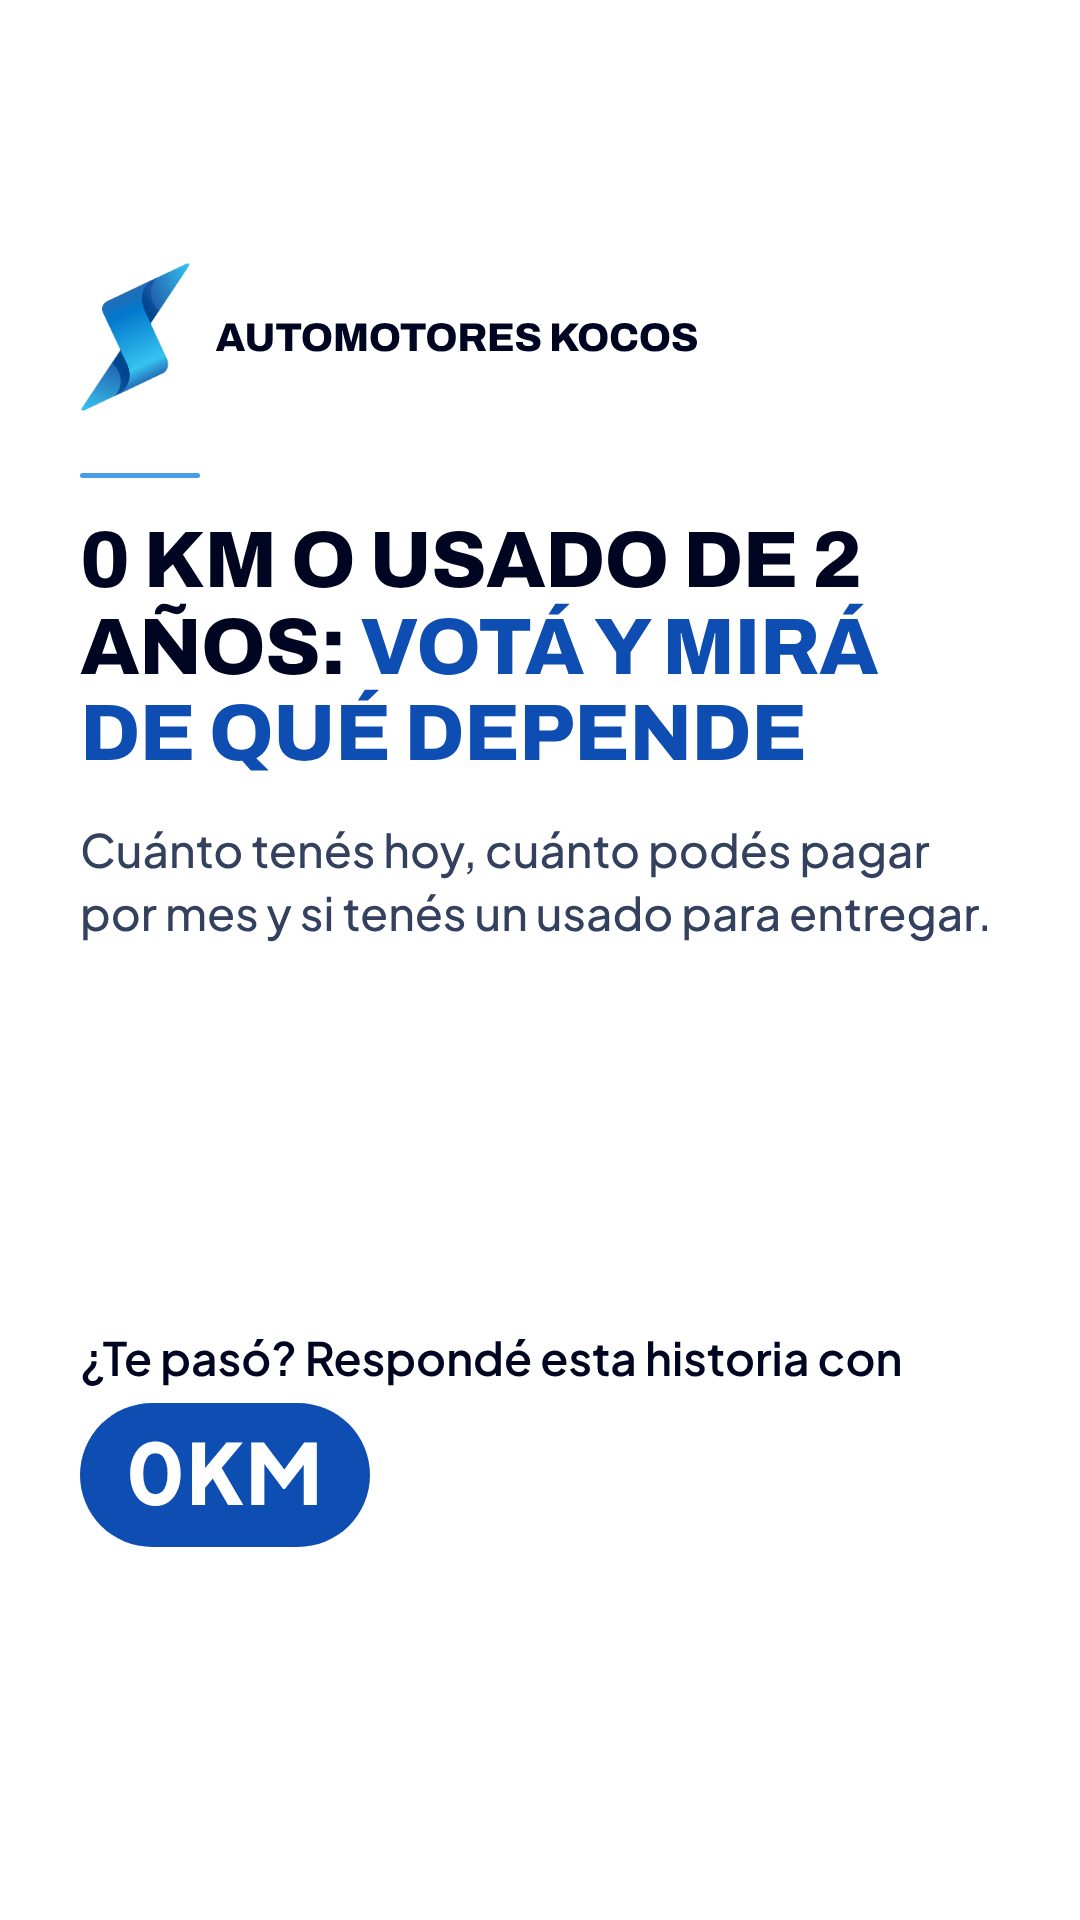 AUTOMOTORES KOCOS
0 KM O USADO DE 2
AÑOS: VOTÁ Y MIRÁ
DE QUÉ DEPENDE
Cuánto tenés hoy, cuánto podés pagar
por mes y si tenés un usado para entregar.
¿Te pasó? Respondé esta historia con
0KM